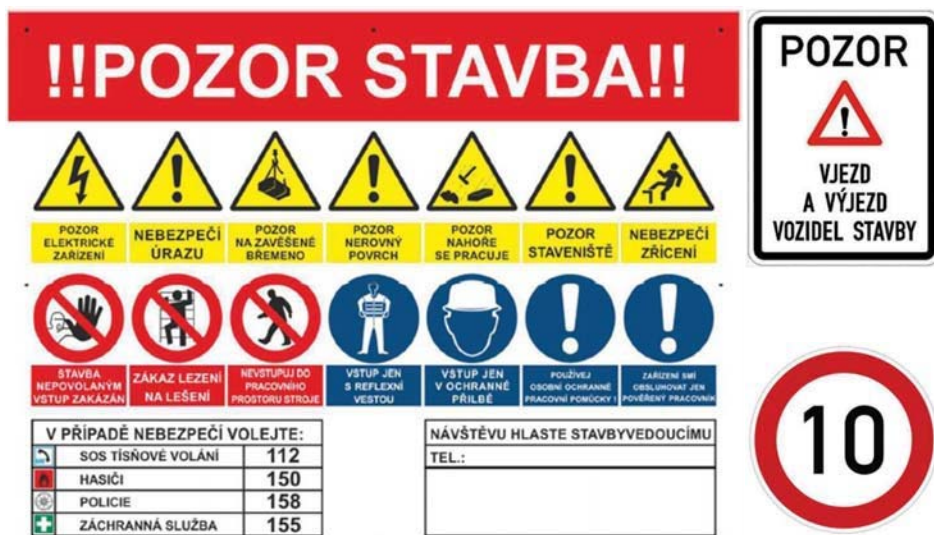 !!POZOR STAVBA!!
POZOR
ELEKTRICKÉ
ZAŘÍZENÍ
NEBEZPEČÍ
ÚRAZU
POZOR
NA ZAVĚŠENÉ
BŘEMENO
POZOR
NEROVNÝ
POVRCH
POZOR
NAHOŘE
SE PRACUJE
POZOR
STAVENIŠTĚ
NEBEZPEČÍ
ZŘÍCENÍ
STAVBA
NEPOVOLANÝM
VSTUP ZAKÁZÁN
ZÁKAZ LEZENÍ
NA LEŠENÍ
NEVSTUPUJ DO
PRACOVNÍHO
PROSTORU STROJE
VSTUP JEN
S REFLEXNÍ
VESTOU
VSTUP JEN
V OCHRANNÉ
PŘILBĚ
POUŽÍVEJ
OSOBNÍ OCHRANNÉ
PRACOVNÍ POMŮCKY !
ZAŘÍZENÍ SMÍ
OBSLUHOVAT JEN
POVĚŘENÝ PRACOVNÍK
V PŘÍPADĚ NEBEZPEČÍ VOLEJTE:
SOS TÍSŇOVÉ VOLÁNÍ 112
HASIČI 150
POLICIE 158
ZÁCHRANNÁ SLUŽBA 155
NÁVŠTĚVU HLASTE STAVBYVEDOUCÍMU
TEL.:
POZOR
VJEZD
A VÝJEZD
VOZIDEL STAVBY
10